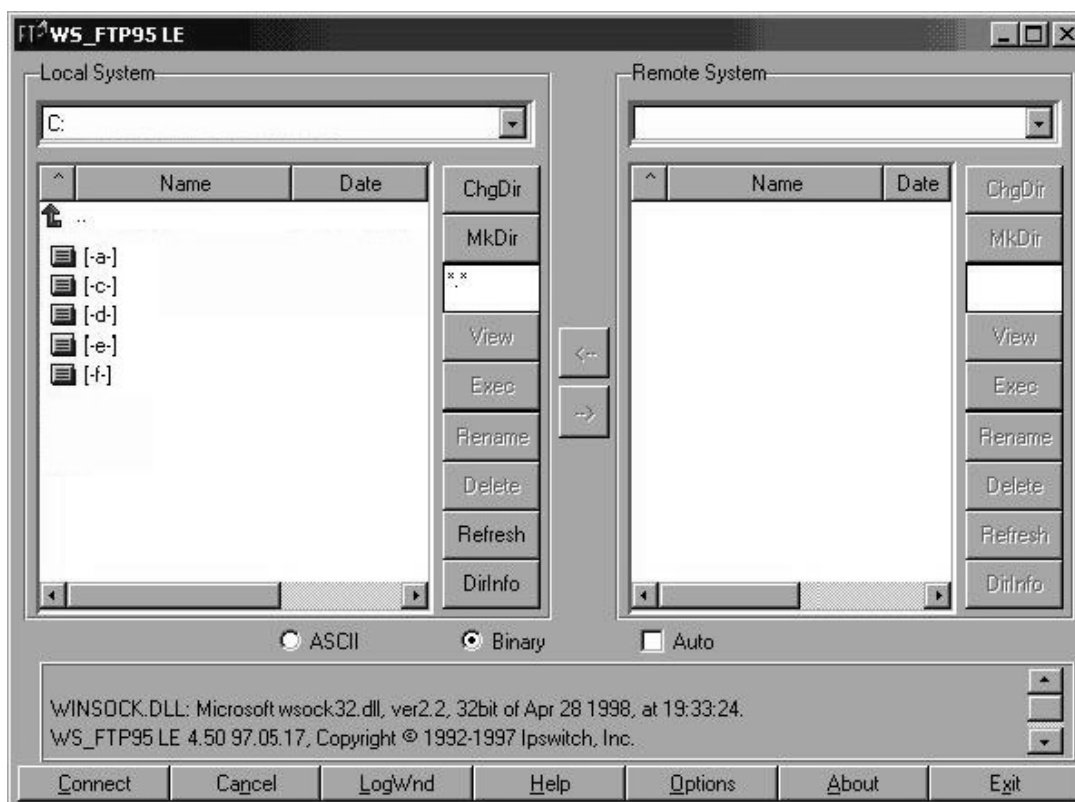 WS_FTP95 LE
Local System
C:
^ Name Date
..
[-a-]
[-c-]
[-d-]
[-e-]
[-f-]
ChgDir
MkDir
*.*
View
Exec
Rename
Delete
Refresh
DirInfo
<--
-->
Remote System
^ Name Date
ChgDir
MkDir
View
Exec
Rename
Delete
Refresh
DirInfo
ASCII Binary Auto
WINSOCK.DLL: Microsoft wsock32.dll, ver2.2, 32bit of Apr 28 1998, at 19:33:24.
WS_FTP95 LE 4.50 97.05.17, Copyright © 1992-1997 Ipswitch, Inc.
Connect Cancel LogWnd Help Options About Exit